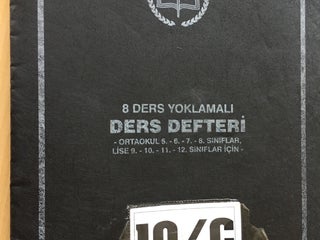 8 DERS YOKLAMALI
DERS DEFTERİ
- ORTAOKUL 5. - 6. - 7. - 8. SINIFLAR,
LİSE 9. - 10. - 11. - 12. SINIFLAR İÇİN -
10/G